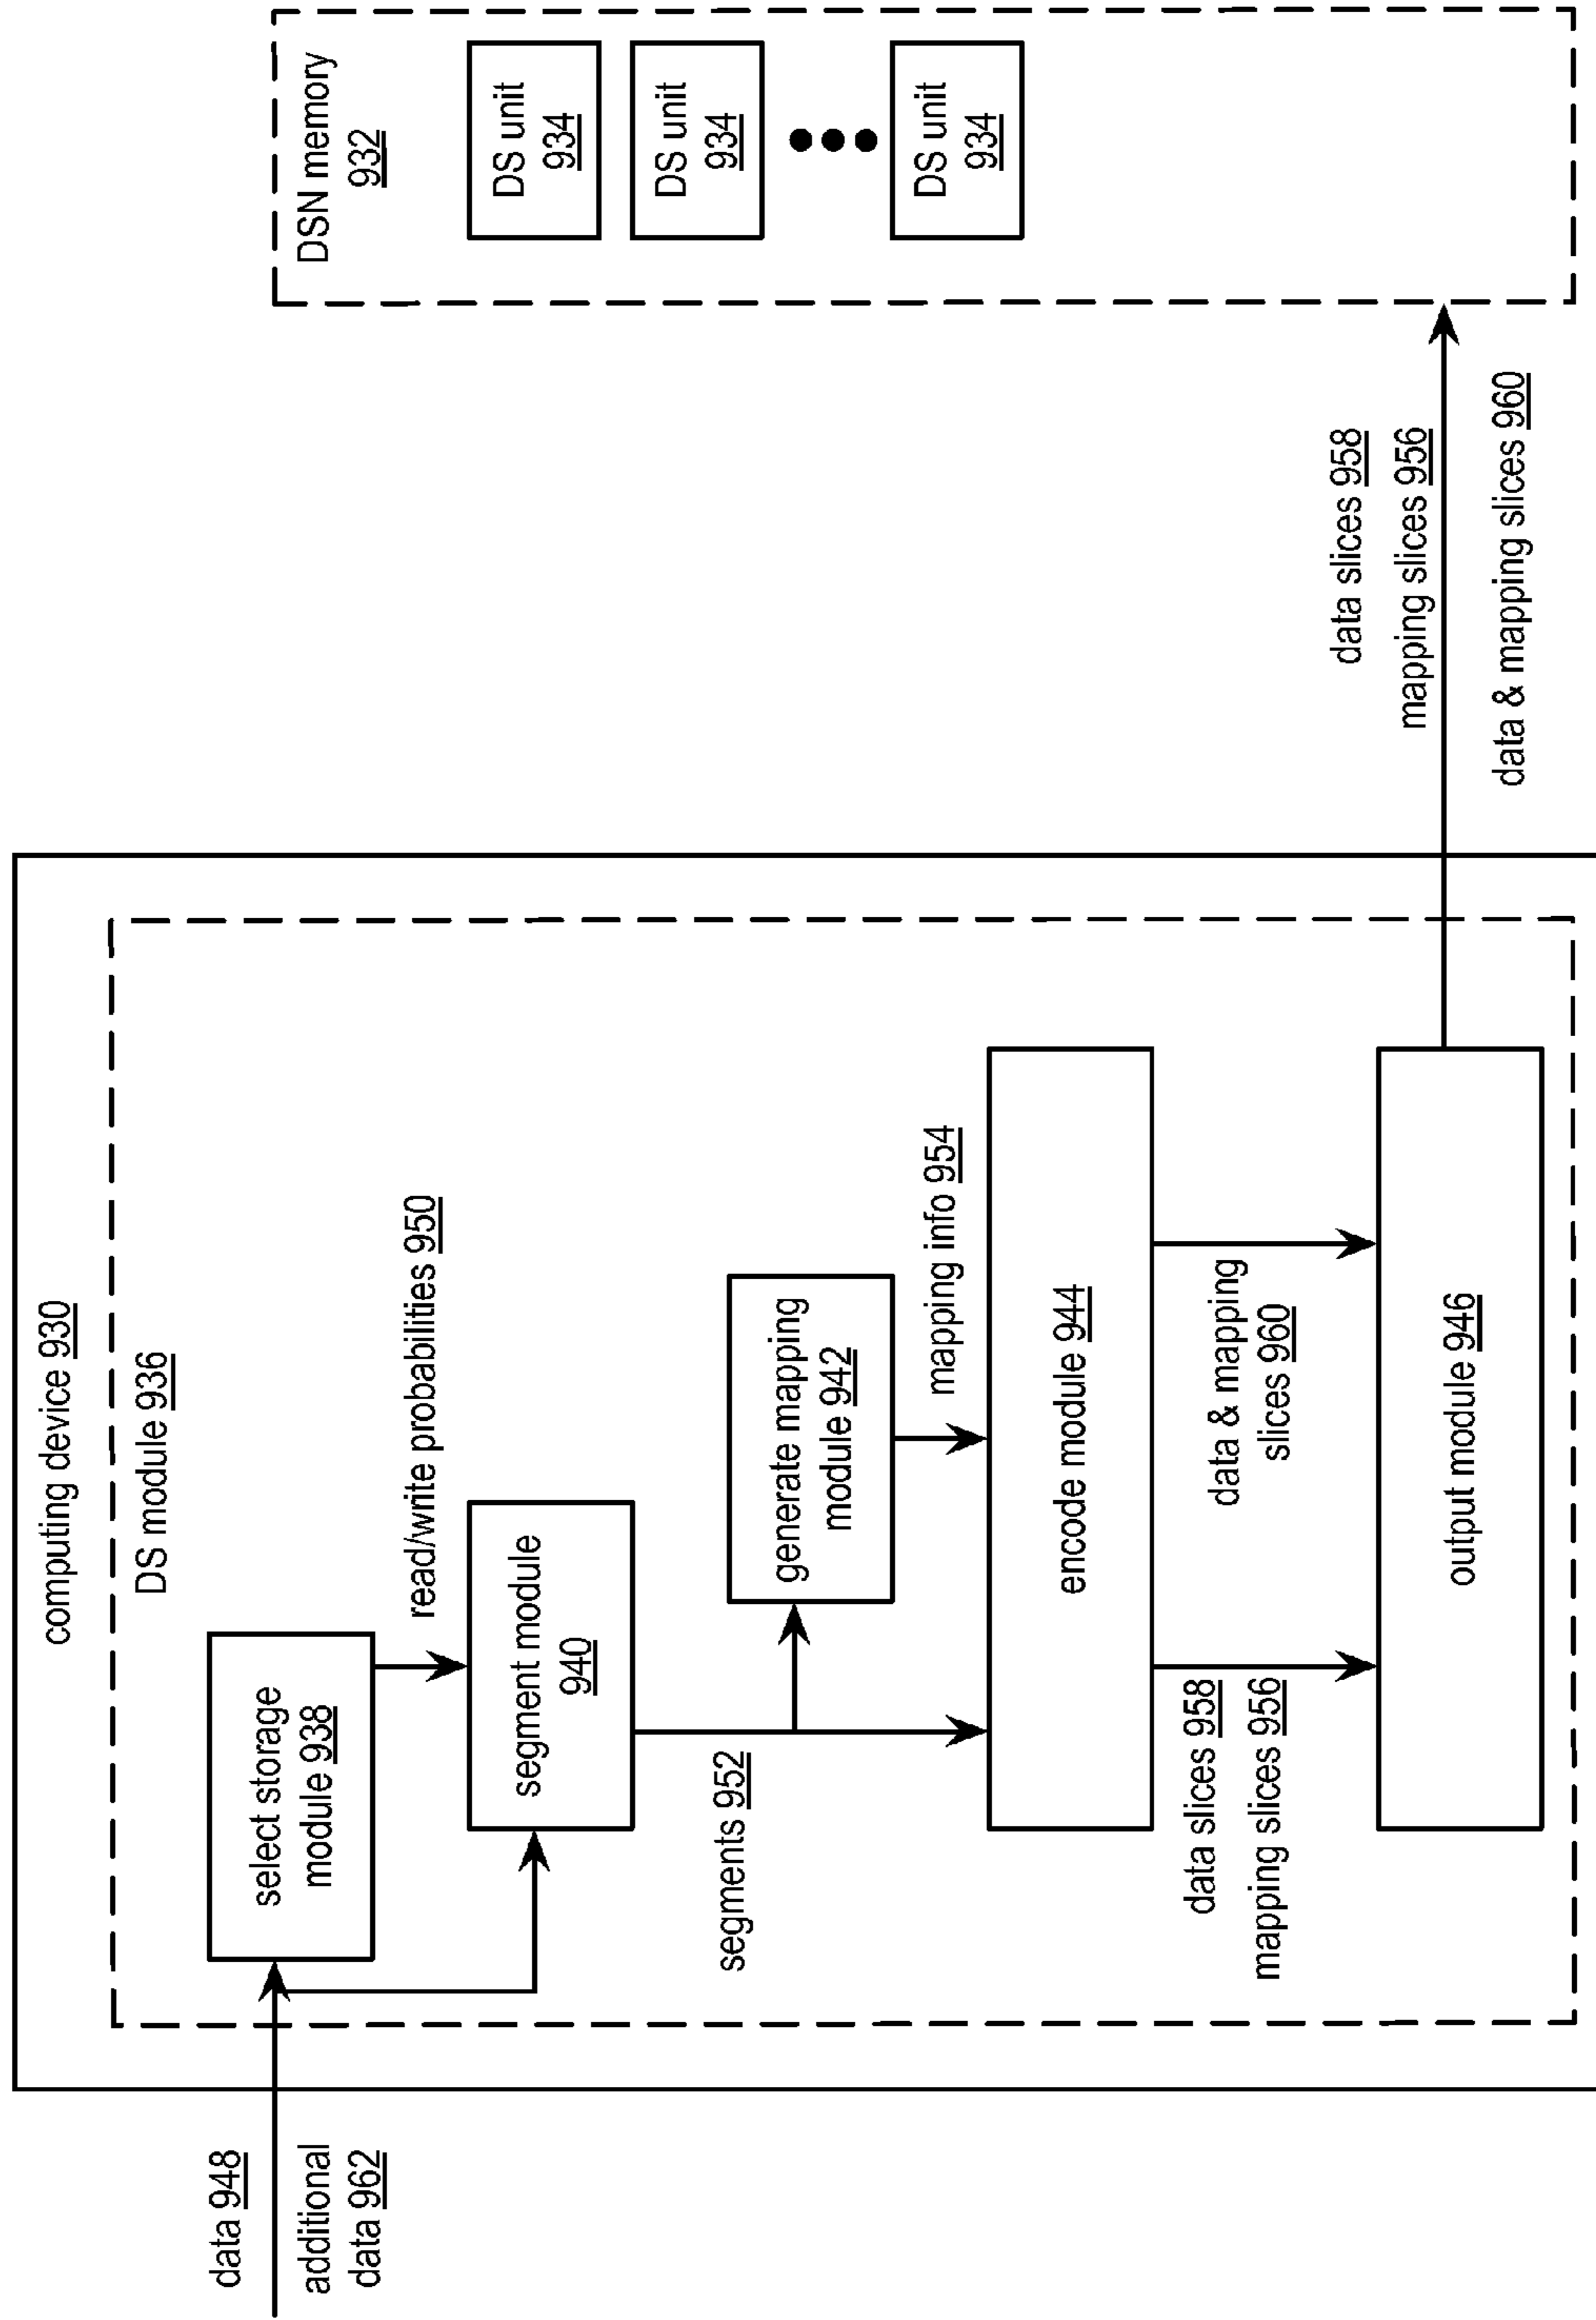 computing device 930
DS module 936
data 948
additional
data 962
select storage
module 938
read/write probabilities 950
segment module
940
segments 952
generate mapping
module 942
mapping info 954
encode module 944
data slices 958
mapping slices 956
data & mapping
slices 960
output module 946
data slices 958
mapping slices 956
data & mapping slices 960
DSN memory
932
DS unit
934
DS unit
934
DS unit
934